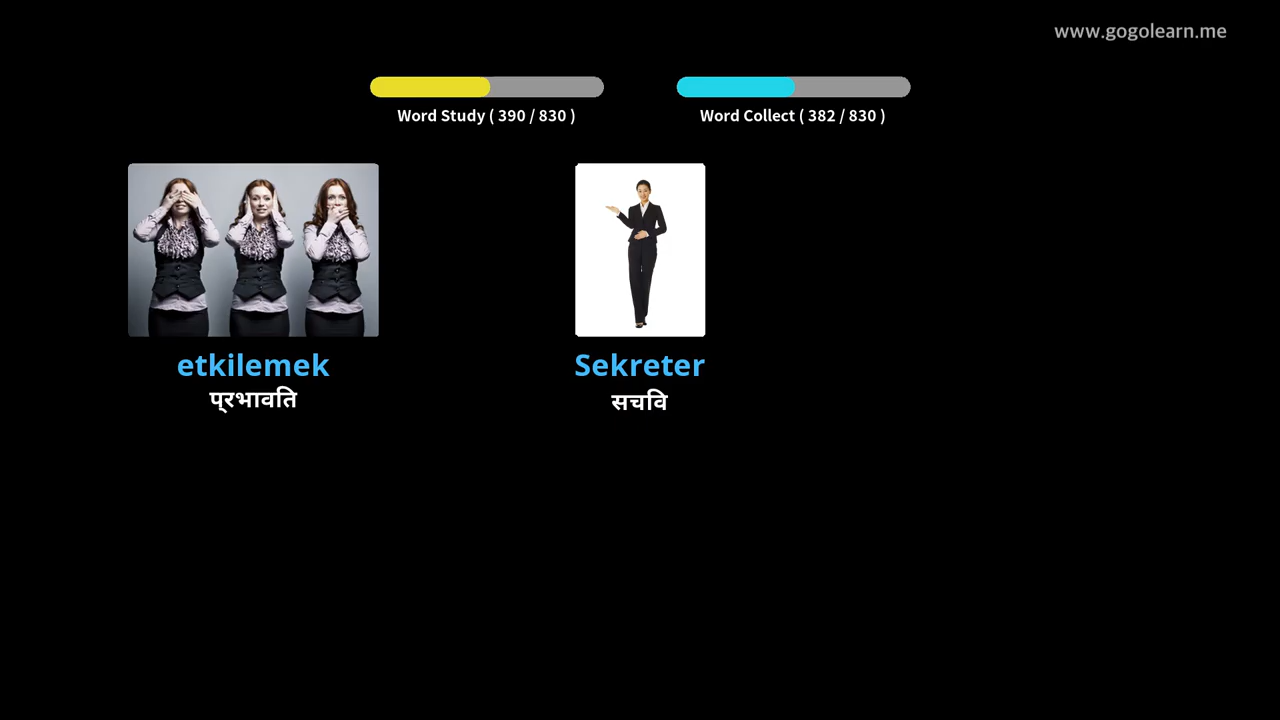 www.gogolearn.me
Word Study ( 390 / 830 )
Word Collect ( 382 / 830 )
etkilemek
प्रभावति
Sekreter
सचवि